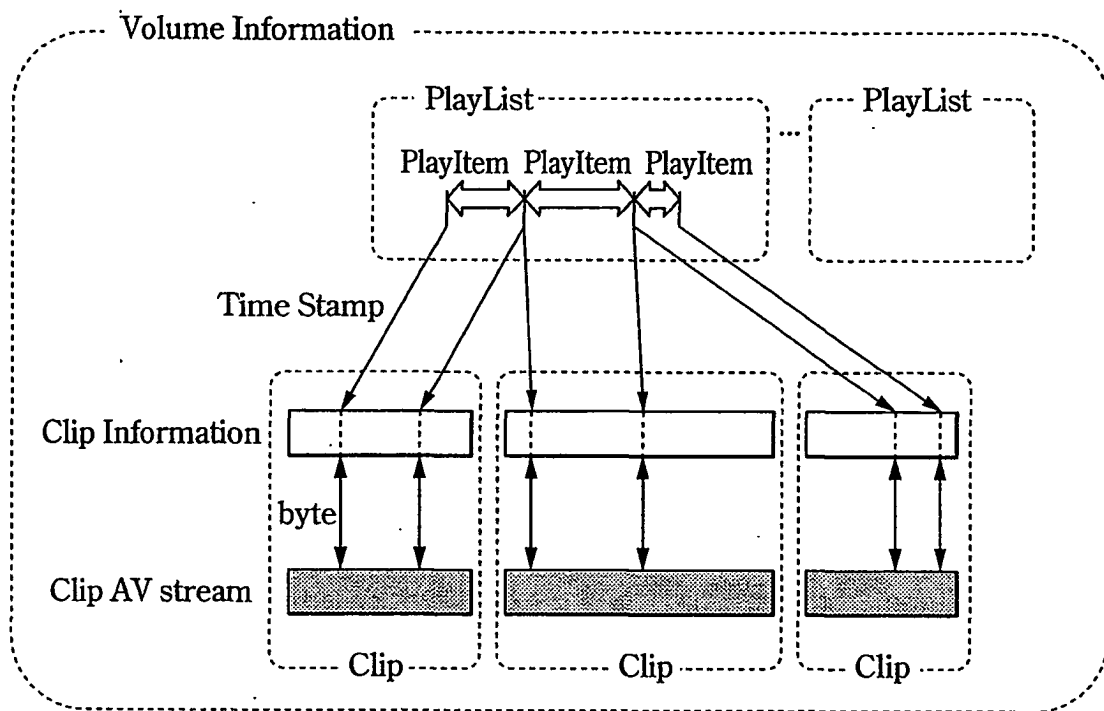 Volume Information
PlayList
...
PlayList
PlayItem PlayItem PlayItem
Time Stamp
Clip Information
byte
Clip AV stream
Clip
Clip
Clip